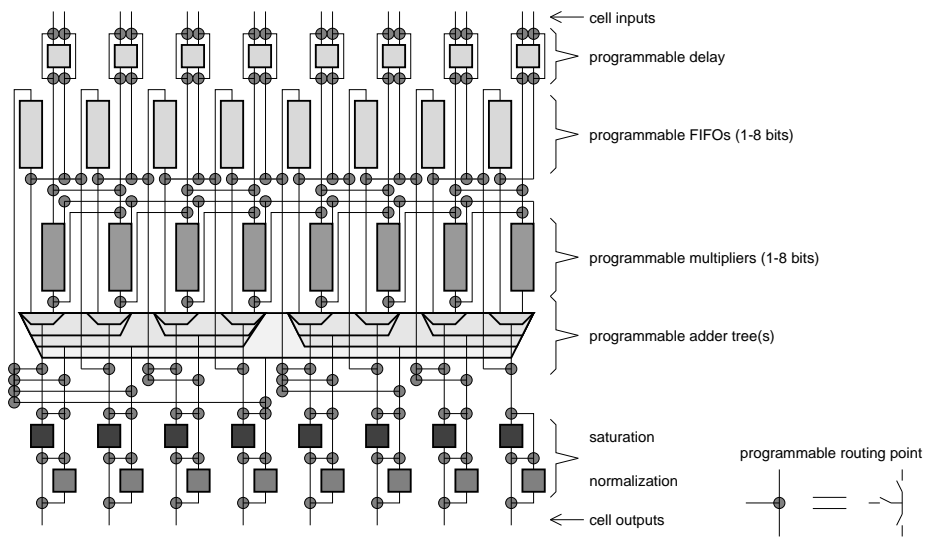 cell inputs
programmable delay
programmable FIFOs (1-8 bits)
programmable multipliers (1-8 bits)
programmable adder tree(s)
saturation
programmable routing point
normalization
cell outputs